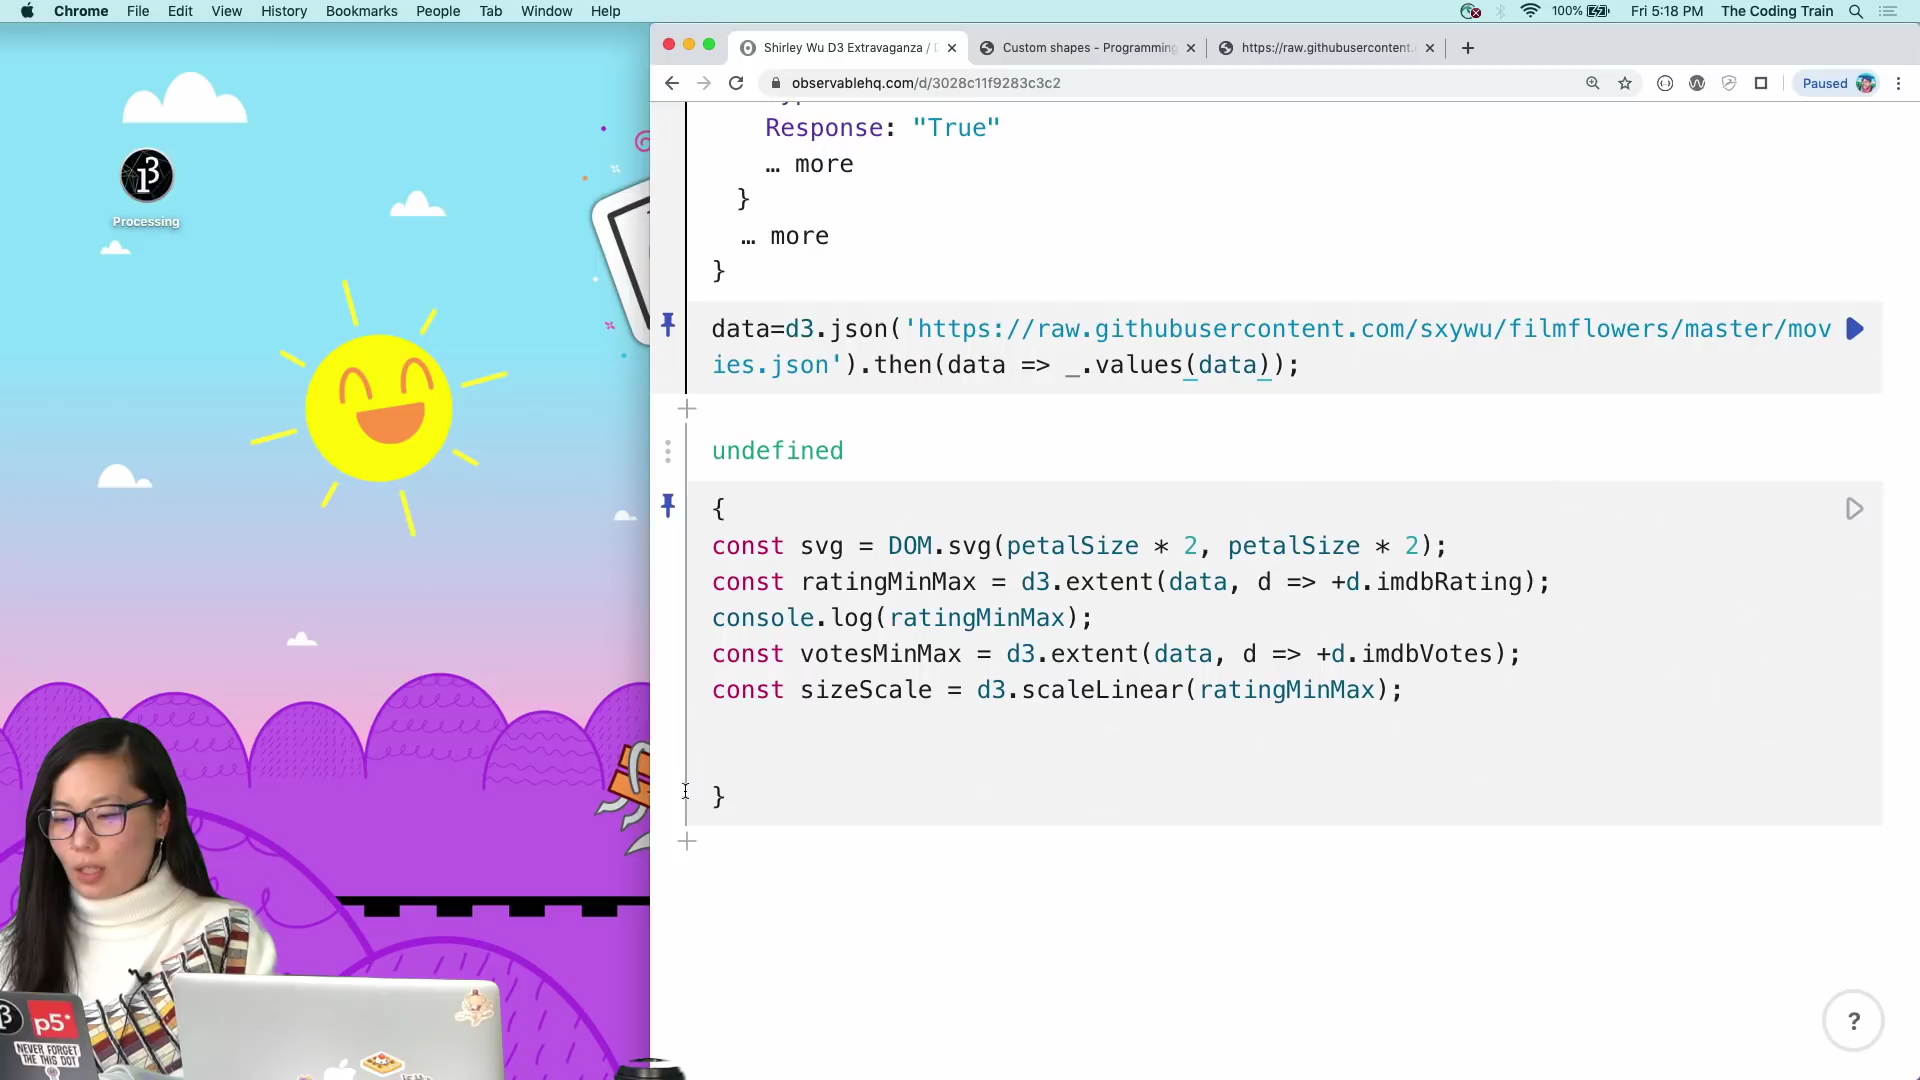 Chrome File Edit View History Bookmarks People Tab Window Help
100% Fri 5:18 PM The Coding Train
Shirley Wu D3 Extravaganza /
Custom shapes - Programming
https://raw.githubusercontent.
observablehq.com/d/3028c11f9283c3c2
Paused
Processing
Response: "True"
… more
}
… more
}
data=d3.json('https://raw.githubusercontent.com/sxywu/filmflowers/master/mov
ies.json').then(data => _.values(data));
undefined
{
const svg = DOM.svg(petalSize * 2, petalSize * 2);
const ratingMinMax = d3.extent(data, d => +d.imdbRating);
console.log(ratingMinMax);
const votesMinMax = d3.extent(data, d => +d.imdbVotes);
const sizeScale = d3.scaleLinear(ratingMinMax);
}
?
p5*
NEVER FORGET
THE THIS DOT